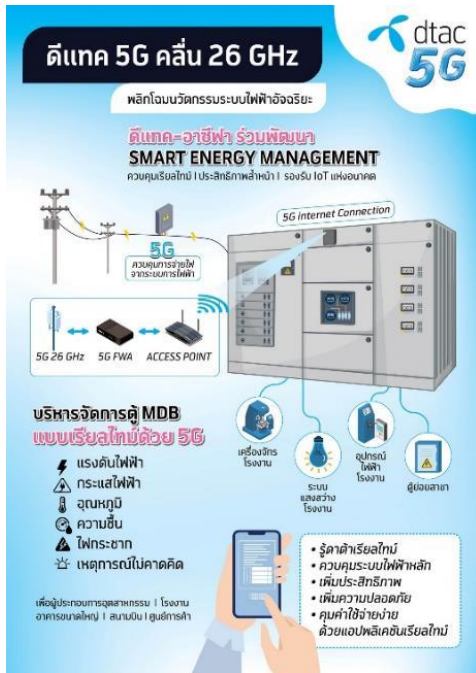 dtac
5G
ดีแทค 5G คลื่น 26 GHz
พลิกโฉมนวัตกรรมระบบไฟฟ้าอัจฉริยะ
ดีแทค-อาซีฟา ร่วมพัฒนา
SMART ENERGY MANAGEMENT
ควบคุมเรียลไทม์ | ประสิทธิภาพล้ำหน้า | รองรับ IoT แห่งอนาคต
5G Internet Connection
5G
ควบคุมการจ่ายไฟ
จากระบบการไฟฟ้า
5G 26 GHz
5G FWA
ACCESS POINT
บริหารจัดการตู้ MDB
แบบเรียลไทม์ด้วย 5G
แรงดันไฟฟ้า
กระแสไฟฟ้า
อุณหภูมิ
ความชื้น
ไฟกระชาก
เหตุการณ์ไม่คาดคิด
เครื่องจักร
โรงงาน
ระบบ
แสงสว่าง
โรงงาน
อุปกรณ์
ไฟฟ้า
โรงงาน
ตู้ย่อยสาขา
เพื่อผู้ประกอบการอุตสาหกรรม | โรงงาน
อาคารขนาดใหญ่ | สนามบิน | ศูนย์การค้า
• รู้ดาต้าเรียลไทม์
• ควบคุมระบบไฟฟ้าหลัก
• เพิ่มประสิทธิภาพ
• เพิ่มความปลอดภัย
• คุมค่าใช้จ่ายง่าย
ด้วยแอปพลิเคชันเรียลไทม์